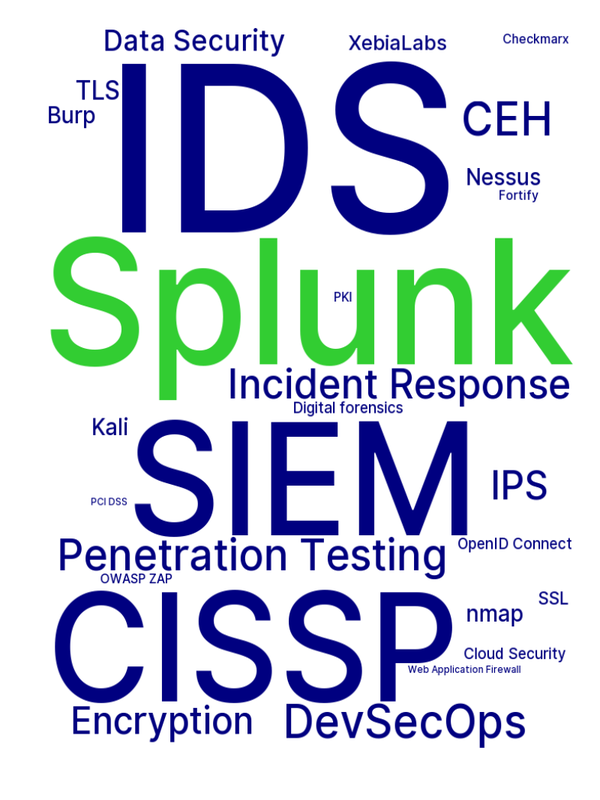 Data Security
XebiaLabs
Checkmarx
TLS
Burp
IDS
CEH
Nessus
Fortify
Splunk
PKI
Incident Response
Digital forensics
Kali
SIEM
IPS
PCI DSS
Penetration Testing
OpenID Connect
OWASP ZAP
CISSP
SSL
nmap
Cloud Security
Web Application Firewall
Encryption
DevSecOps